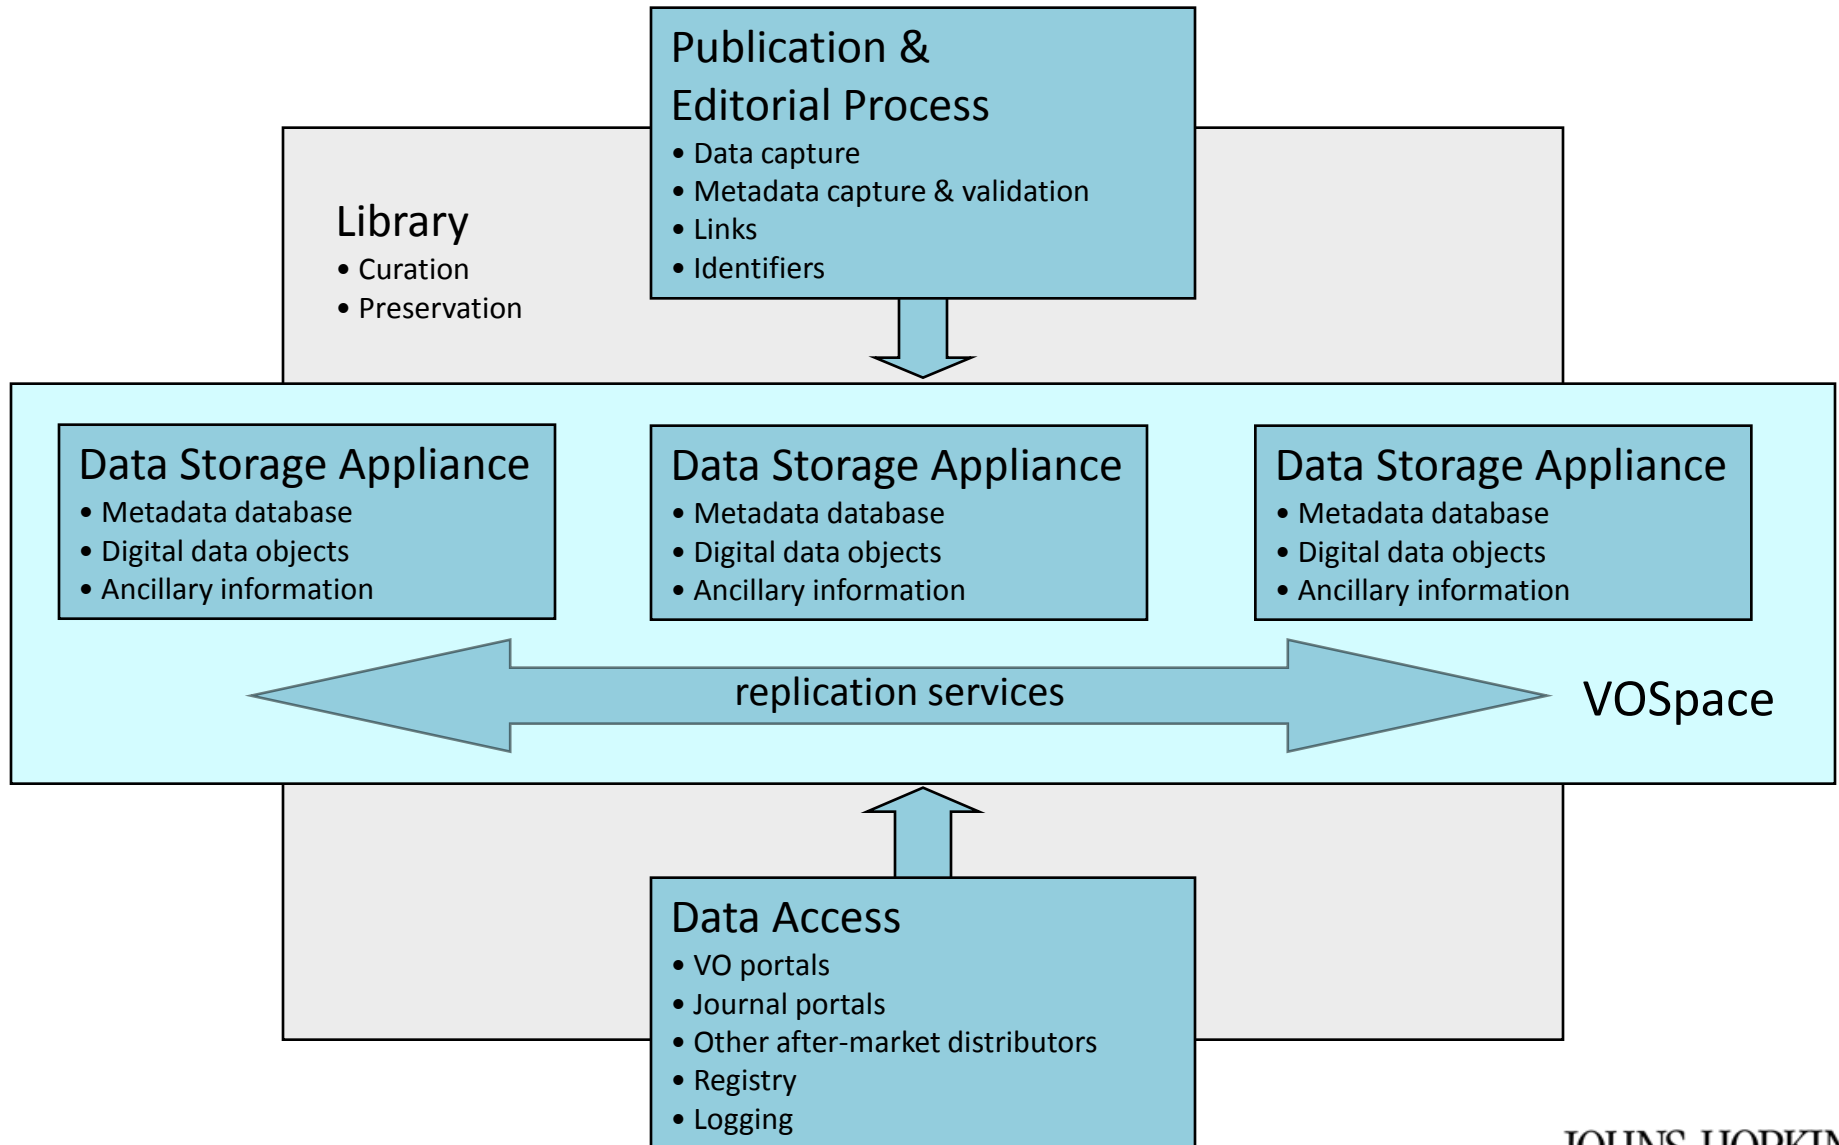 Publication &
Editorial Process
• Data capture
• Metadata capture & validation
• Links
• Identifiers
Library
• Curation
• Preservation
Data Storage Appliance
• Metadata database
• Digital data objects
• Ancillary information
Data Storage Appliance
• Metadata database
• Digital data objects
• Ancillary information
Data Storage Appliance
• Metadata database
• Digital data objects
• Ancillary information
replication services
VOSpace
Data Access
• VO portals
• Journal portals
• Other after-market distributors
• Registry
• Logging
JOHNS HOPKIN